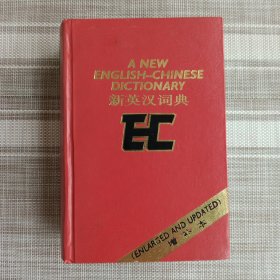 A NEW
ENGLISH–CHINESE
DICTIONARY
新英汉词典
EC
(ENLARGED AND UPDATED)
增补本